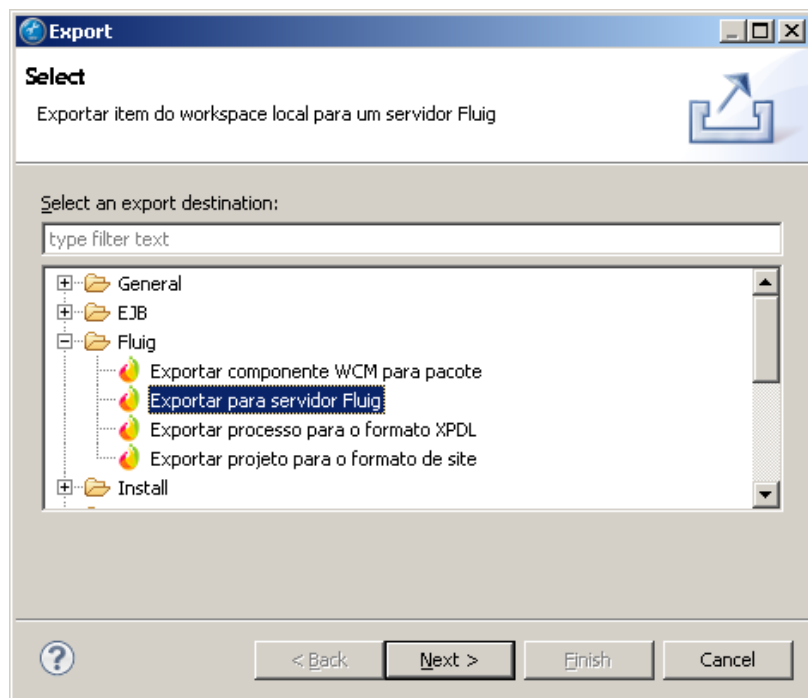 Export
Select
Exportar item do workspace local para um servidor Fluig
Select an export destination:
type filter text
General
EJB
Fluig
Exportar componente WCM para pacote
Exportar para servidor Fluig
Exportar processo para o formato XPDL
Exportar projeto para o formato de site
Install
?
< Back
Next >
Finish
Cancel